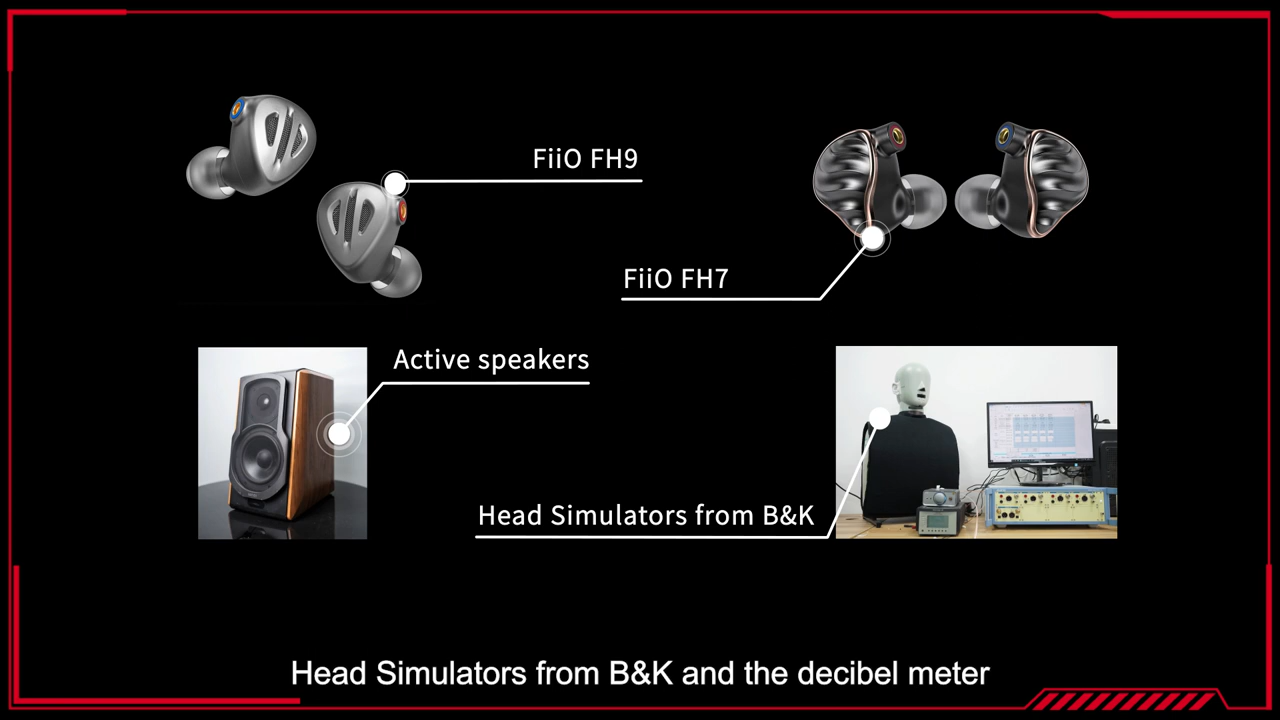 FiiO FH9
FiiO FH7
Active speakers
Head Simulators from B&K
Head Simulators from B&K and the decibel meter